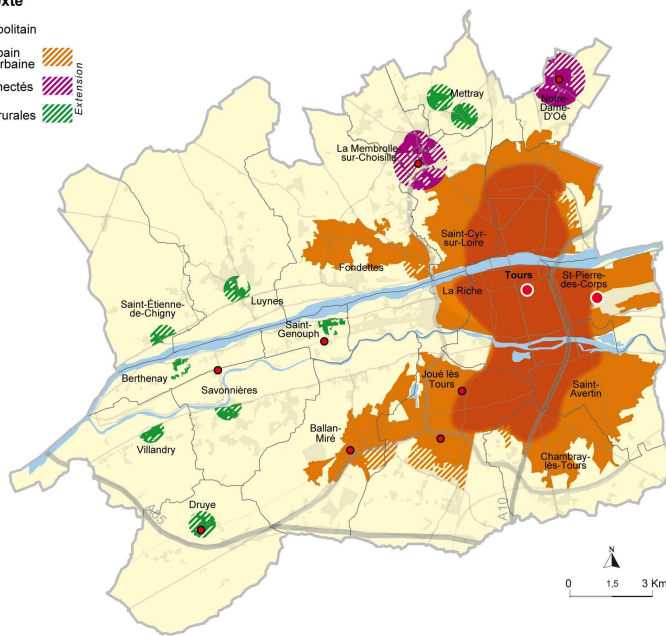 exte
politain
bain
urbaine
nectés
rurales
Extension
Mettray
Notre-
Dame-
D'Oé
La Membrolle-
sur-Choisille
Saint-Cyr-
sur-Loire
Fondettes
Tours
St-Pierre-
des-Corps
La Riche
Luynes
Saint-Étienne-
de-Chigny
Saint-
Genouph
Berthenay
Savonnières
Joué lès
Tours
Saint-
Avertin
Ballan-
Miré
Villandry
Chambray-
lès-Tours
Druye
A85
A10
N
0 1,5 3 Km